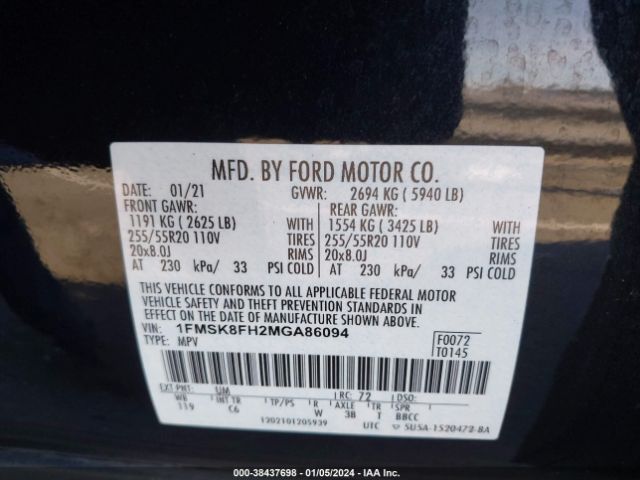 MFD. BY FORD MOTOR CO.
DATE: 01/21 GVWR: 2694 KG ( 5940 LB)
FRONT GAWR: REAR GAWR:
1191 KG ( 2625 LB) WITH 1554 KG ( 3425 LB) WITH
255/55R20 110V TIRES 255/55R20 110V TIRES
20x8.0J RIMS 20x8.0J RIMS
AT 230 kPa/ 33 PSI COLD AT 230 kPa/ 33 PSI COLD
THIS VEHICLE CONFORMS TO ALL APPLICABLE FEDERAL MOTOR
VEHICLE SAFETY AND THEFT PREVENTION STANDARDS IN
EFFECT ON THE DATE OF MANUFACTURE SHOWN ABOVE.
VIN: 1FMSK8FH2MGA86094 F0072
TYPE: MPV T0145
EXT PNT: UM RC: 72 DSO:
WB INT TR TP/PS R AXLE TR SPR
119 C6 W 3B T BBCC
1202101205939 UTC SUSA-1520472-BA
000-38437698 - 01/05/2024 - IAA Inc.